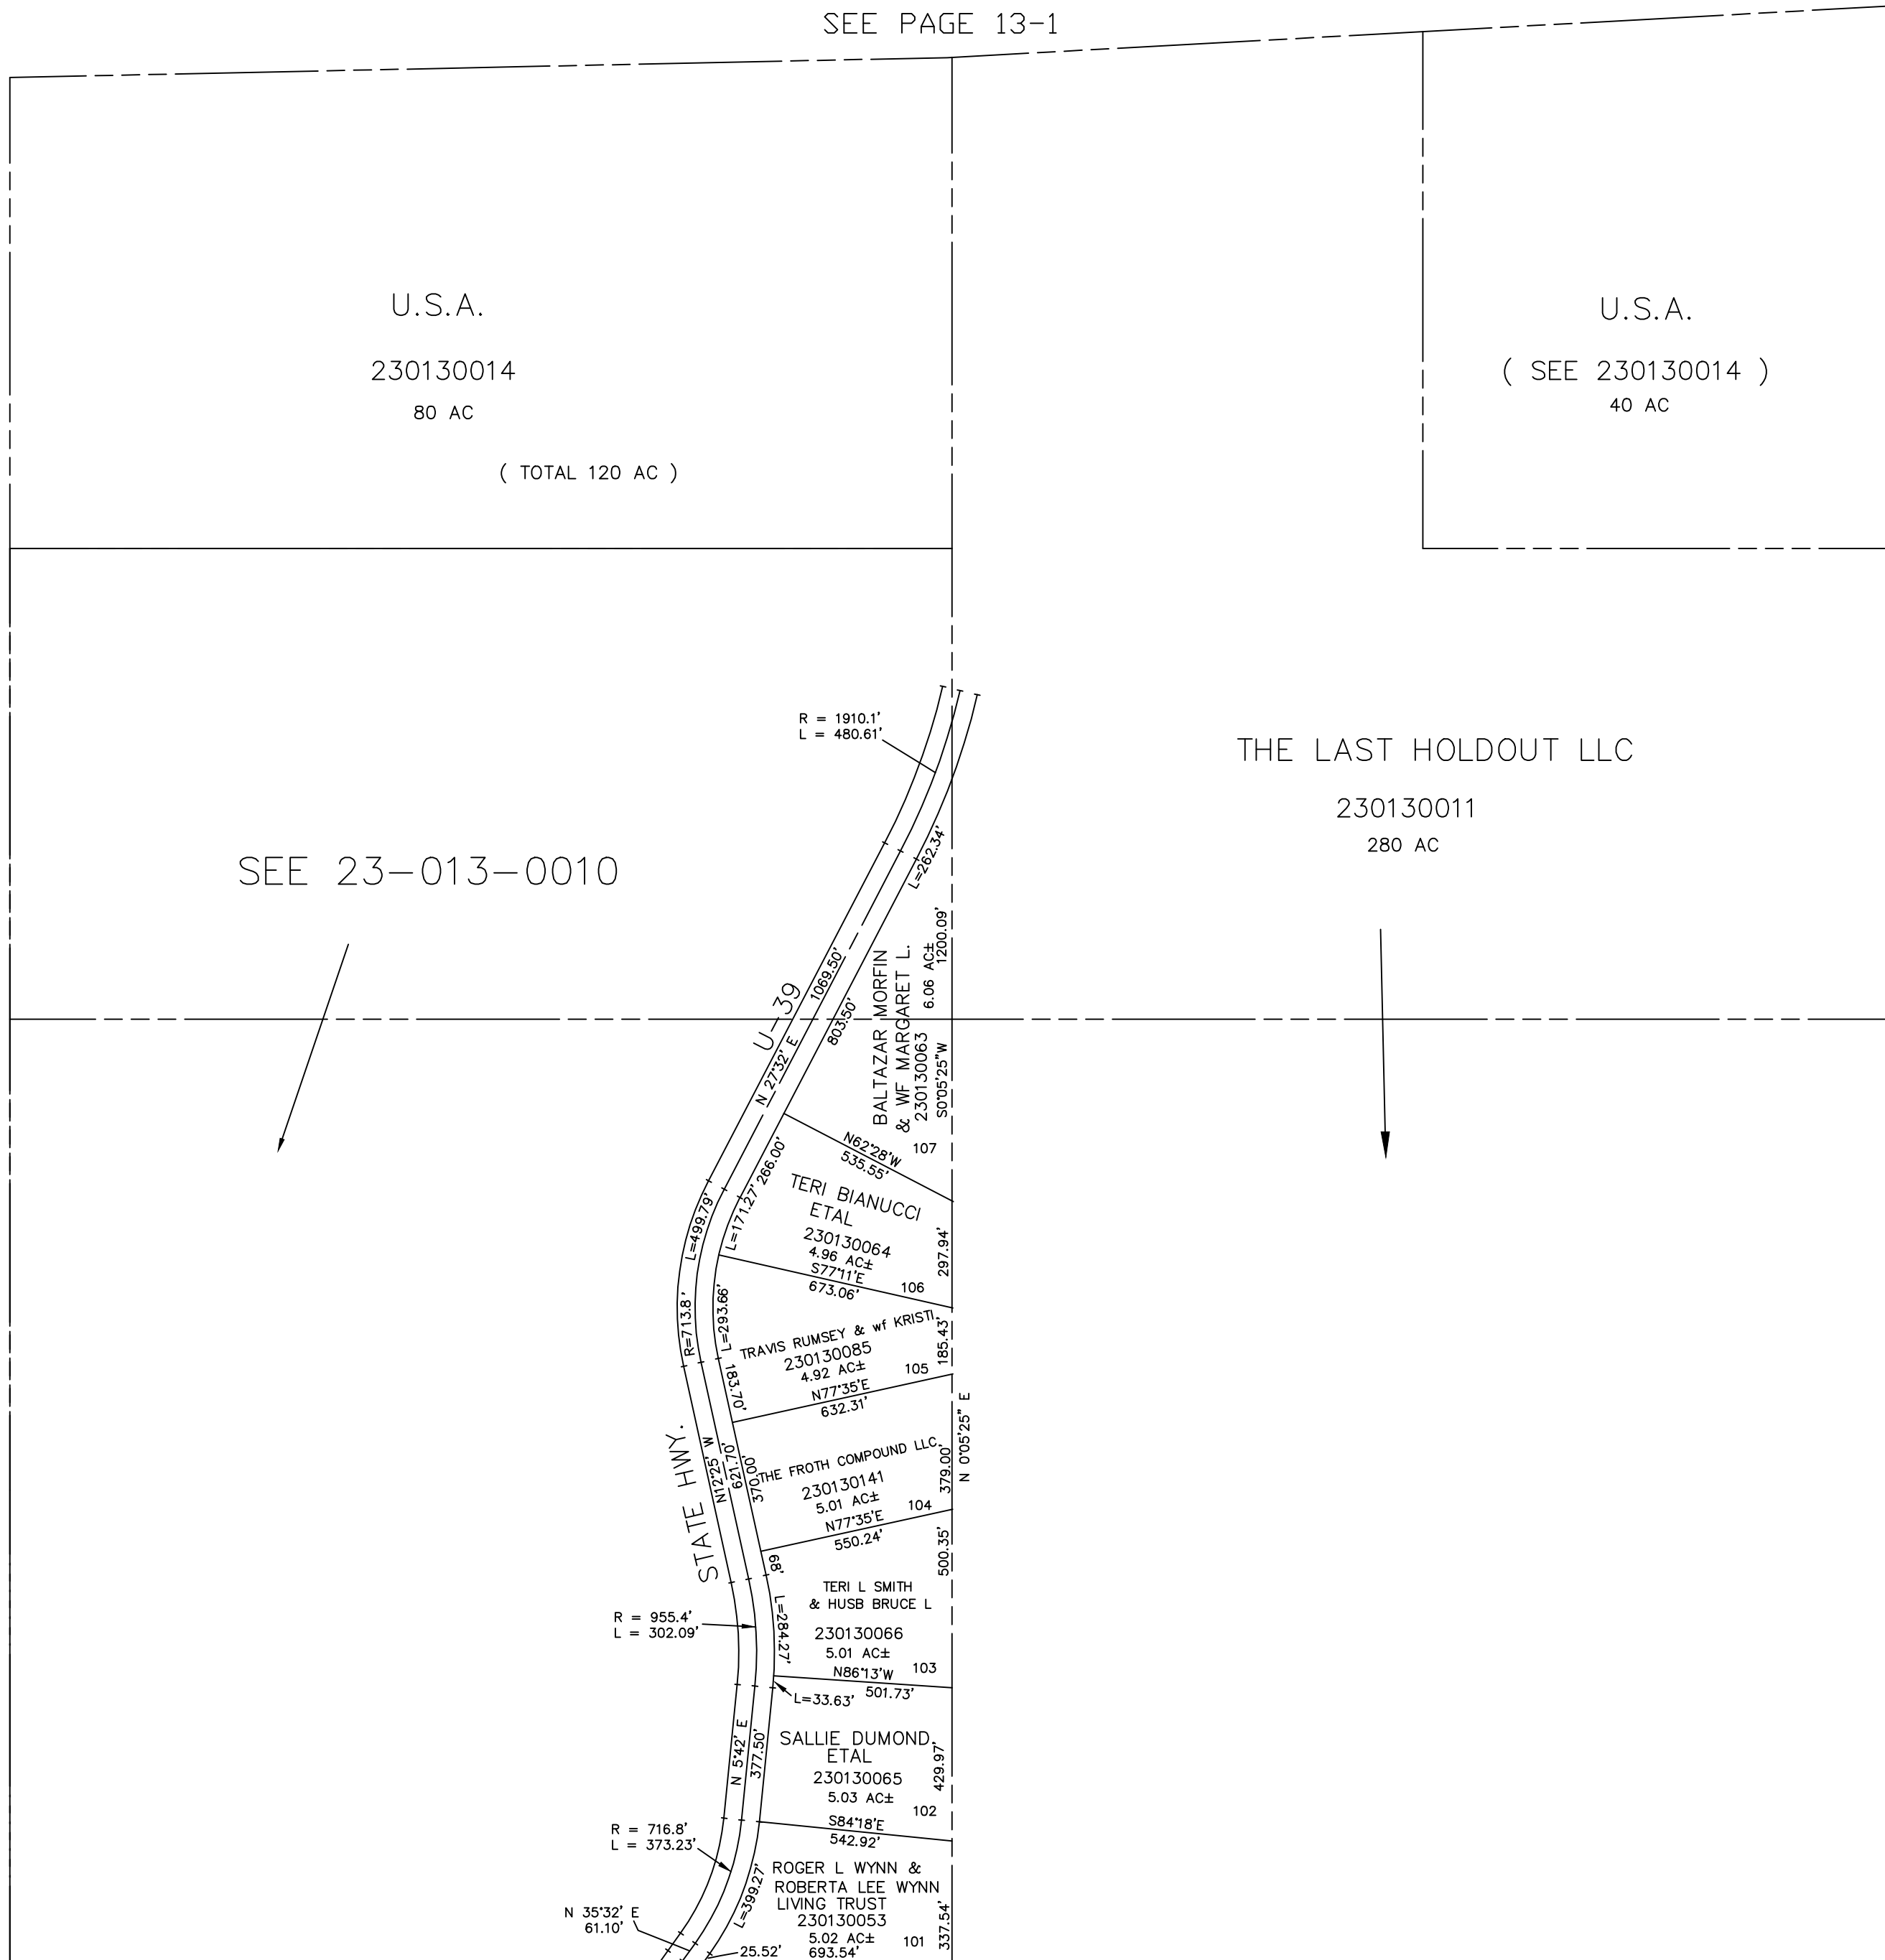 SEE PAGE 13-1
U.S.A.
230130014
80 AC
( TOTAL 120 AC )
U.S.A.
( SEE 230130014 )
40 AC
THE LAST HOLDOUT LLC
230130011
280 AC
SEE 23-013-0010
R = 1910.1'
L = 480.61'
L=262.34'
1069.50'
803.50'
U-39
N 27°32' E
BALTAZAR MORFIN
& WF MARGARET L.
230130063
6.06 AC±
1200.09'
S0°05'25"W
107
N62°28'W
535.55'
266.00'
L=171.27'
L=499.79'
R=713.8'
TERI BIANUCCI
ETAL
230130064
4.96 AC±
S77°11'E
673.06'
106
297.94'
L=293.66'
TRAVIS RUMSEY & wf KRISTI
230130085
4.92 AC±
N77°35'E
632.31'
105
185.43'
183.70'
N 0°05'25" E
STATE HWY.
N12°25' W
621.70'
370.00'
THE FROTH COMPOUND LLC
230130141
5.01 AC±
N77°35'E
550.24'
104
379.00'
68'
500.35'
TERI L SMITH
& HUSB BRUCE L
230130066
5.01 AC±
103
N86°13'W
501.73'
L=284.27'
R = 955.4'
L = 302.09'
L=33.63'
N 5°42' E
377.50'
SALLIE DUMOND
ETAL
230130065
5.03 AC±
102
429.97'
S84°18'E
542.92'
R = 716.8'
L = 373.23'
L=399.27'
ROGER L WYNN &
ROBERTA LEE WYNN
LIVING TRUST
230130053
5.02 AC±
101
337.54'
693.54'
25.52'
N 35°32' E
61.10'